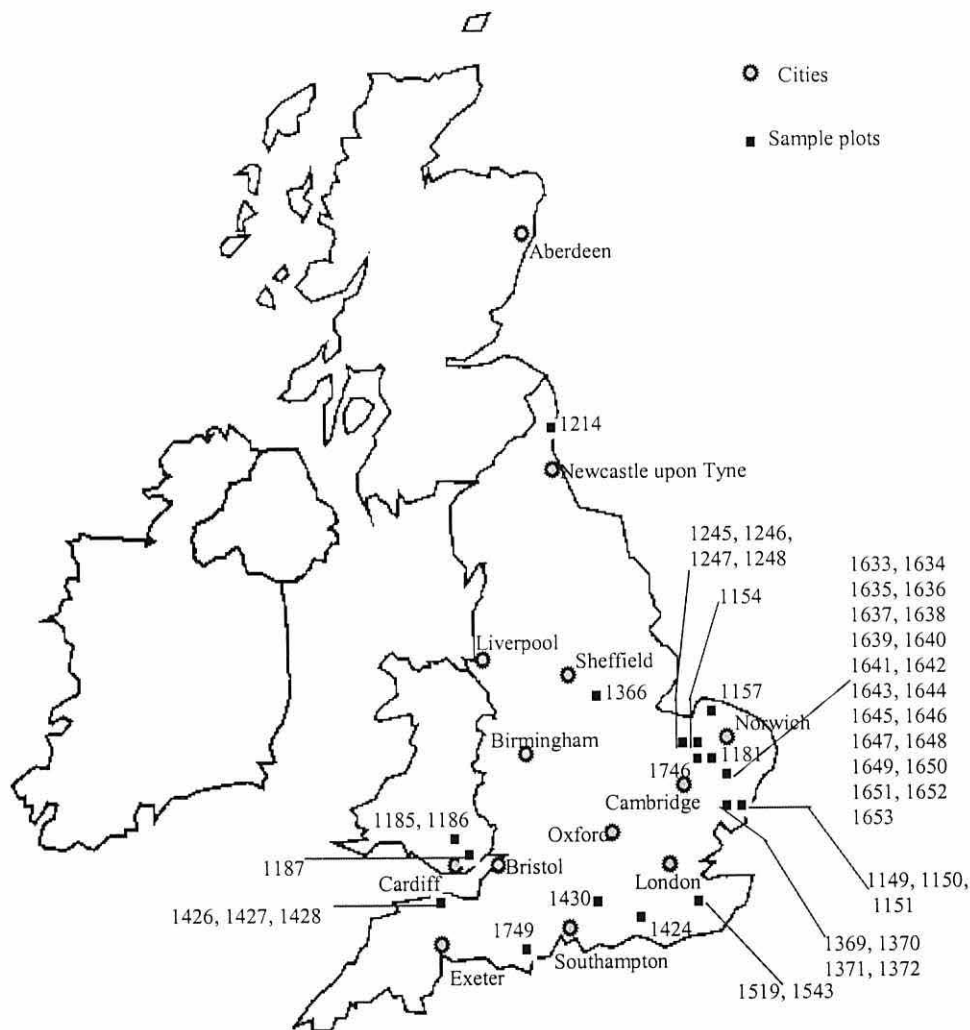 Cities
Sample plots
Aberdeen
1214
Newcastle upon Tyne
1245, 1246,
1247, 1248
1154
1633, 1634
1635, 1636
1637, 1638
1639, 1640
1641, 1642
1643, 1644
1645, 1646
1647, 1648
1649, 1650
1651, 1652
1653
Liverpool
Sheffield
1366
1157
Norwich
Birmingham
1181
1746
Cambridge
1185, 1186
Oxford
1187
Bristol
London
Cardiff
1149, 1150,
1151
1426, 1427, 1428
1430
1424
1749
Southampton
1369, 1370
1371, 1372
Exeter
1519, 1543